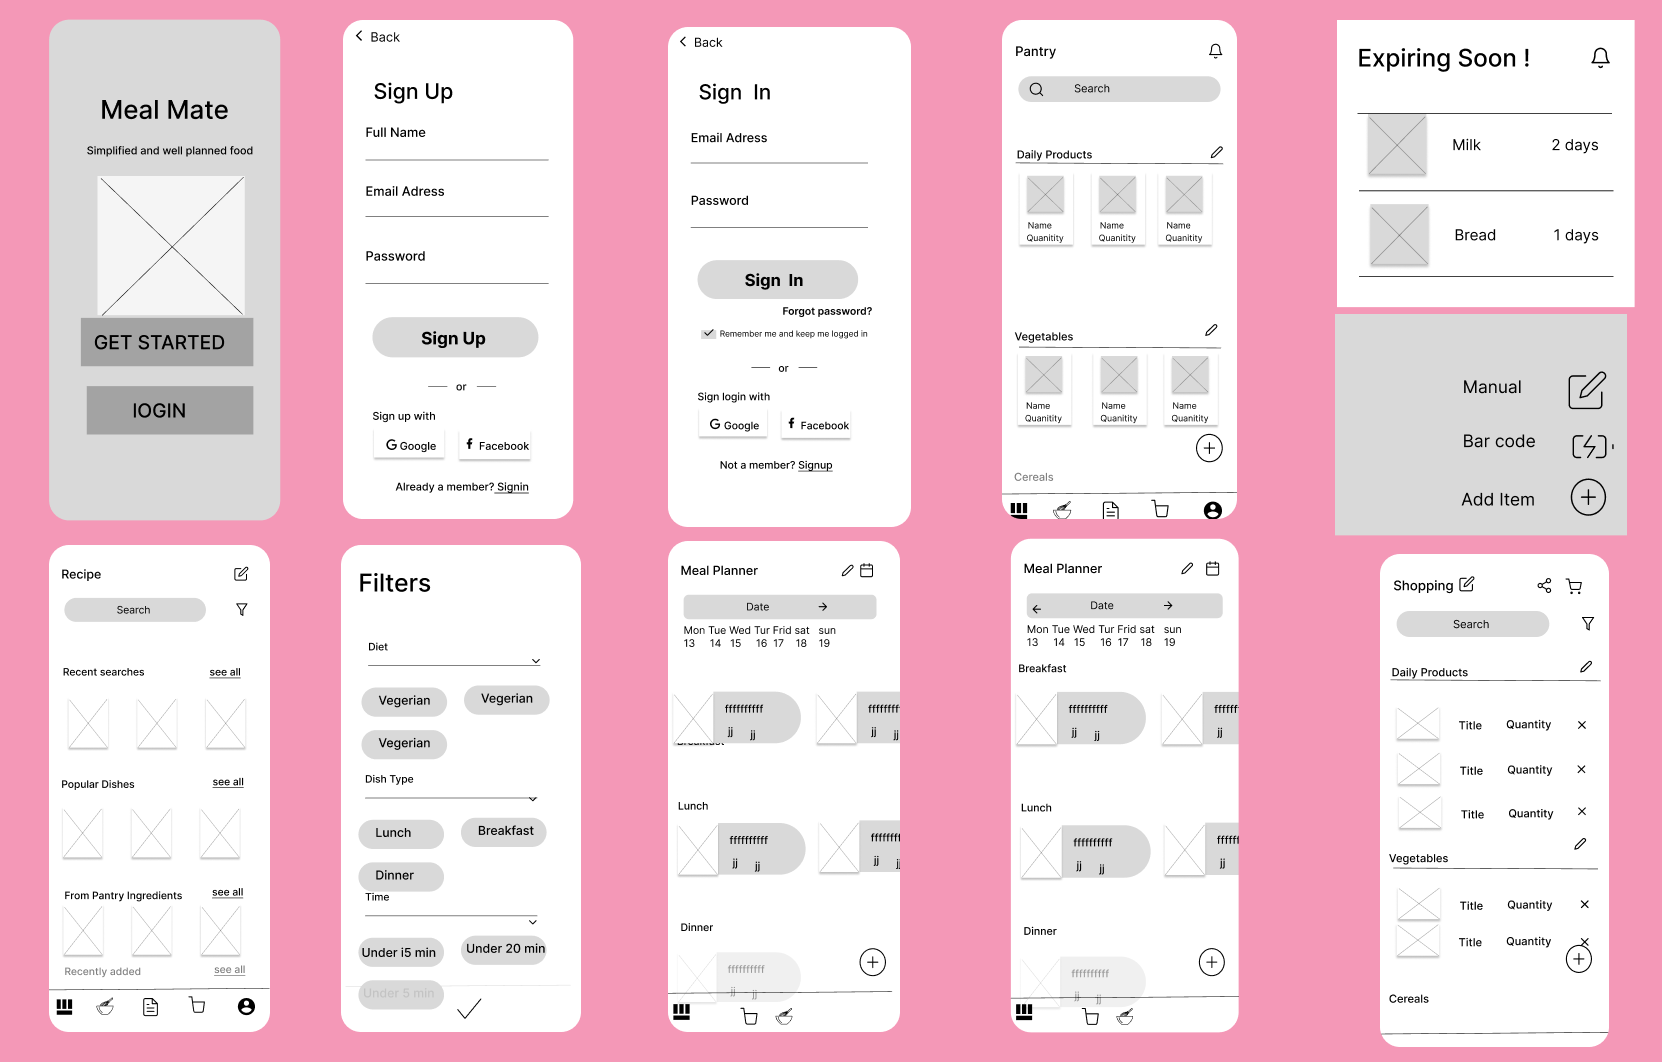 Meal Mate
Simplified and well planned food
GET STARTED
lOGIN
Back
Sign Up
Full Name
Email Adress
Password
Sign Up
or
Sign up with
Google
Facebook
Already a member? Signin
Back
Sign In
Email Adress
Password
Sign In
Forgot password?
Remember me and keep me logged in
or
Sign login with
Google
Facebook
Not a member? Signup
Pantry
Search
Daily Products
Name Name Name
Quanitity Quanitity Quanitity
Vegetables
Name Name Name
Quanitity Quanitity Quanitity
Cereals
Expiring Soon !
Milk 2 days
Bread 1 days
Manual
Bar code
Add Item
Recipe
Search
Recent searches see all
Popular Dishes see all
From Pantry Ingredients see all
Recently added see all
Filters
Diet
Vegerian Vegerian
Vegerian
Dish Type
Lunch Breakfast
Dinner
Time
Under i5 min Under 20 min
Under 5 min
Meal Planner
Date
Mon Tue Wed Tur Frid sat sun
13 14 15 16 17 18 19
ffffffffff ffffffff
jj jj jj jj
Breakfast
Lunch
ffffffffff ffffffff
jj jj jj jj
Dinner
ffffffffff
jj jj
Meal Planner
Date
Mon Tue Wed Tur Frid sat sun
13 14 15 16 17 18 19
Breakfast
ffffffffff ffffff
jj jj jj
Lunch
ffffffffff fffff
jj jj jj
Dinner
ffffffffff
jj jj
Shopping
Search
Daily Products
Title Quantity
Title Quantity
Title Quantity
Vegetables
Title Quantity
Title Quantity
Cereals